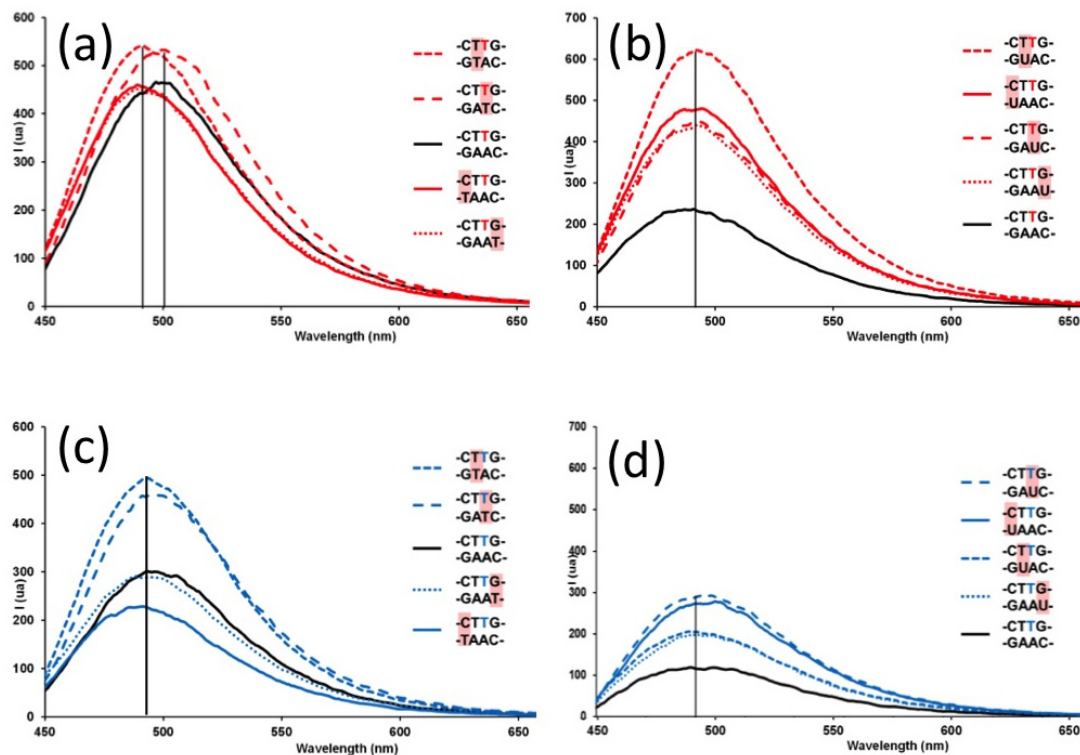 (a)
600
500
400
300
200
100
0
I (ua)
450
500
550
600
650
Wavelength (nm)
-CTTG-
-GTAC-
-CTTG-
-GATC-
-CTTG-
-GAAC-
-CTTG-
-TAAC-
-CTTG-
-GAAT-
(b)
700
600
500
400
300
200
100
0
I (ua)
450
500
550
600
650
Wavelength (nm)
-CTTG-
-GUAC-
-CTTG-
-UAAC-
-CTTG-
-GAUC-
-CTTG-
-GAAU-
-CTTG-
-GAAC-
(c)
600
500
400
300
200
100
0
I (ua)
450
500
550
600
650
Wavelength (nm)
-CTTG-
-GTAC-
-CTTG-
-GATC-
-CTTG-
-GAAC-
-CTTG-
-GAAT-
-CTTG-
-TAAC-
(d)
700
600
500
400
300
200
100
0
I (ua)
450
500
550
600
650
Wavelength (nm)
-CTTG-
-GAUC-
-CTTG-
-UAAC-
-CTTG-
-GUAC-
-CTTG-
-GAAU-
-CTTG-
-GAAC-